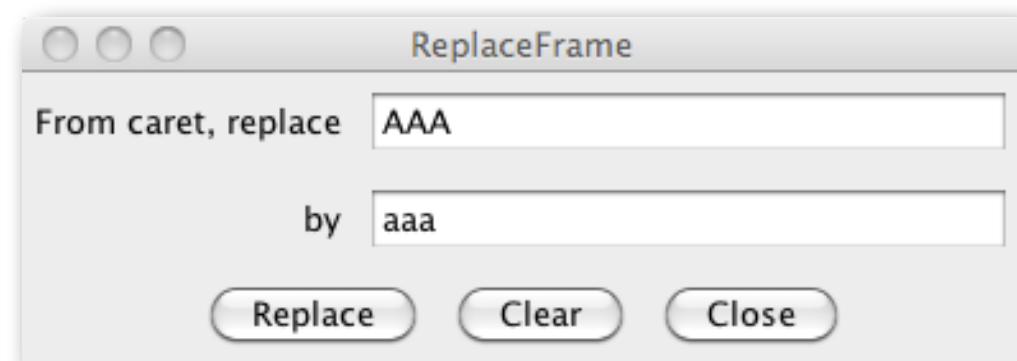 ReplaceFrame
From caret, replace AAA
by aaa
Replace Clear Close